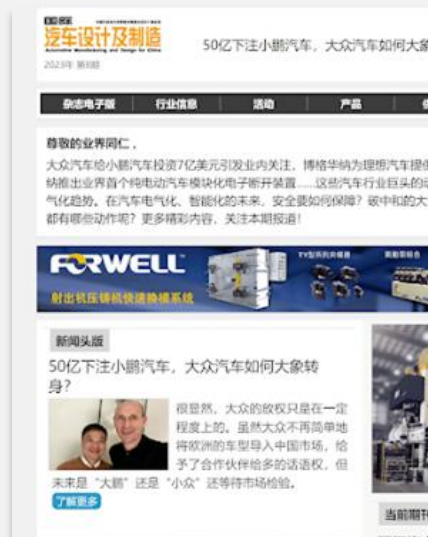 汽车设计及制造
Automotive Manufacturing and Design for China
50亿下注小鹏汽车，大众汽车如何大象
2023年
杂志电子版 行业信息 活动 产品
尊敬的业界同仁，
大众汽车给小鹏汽车投资7亿美元引发业内关注，博格华纳为理想汽车提供
纳推出业界首个纯电动汽车模块化电子断开装置……这些汽车行业巨头的动
气化趋势。在汽车电气化、智能化的未来，安全要如何保障？碳中和的大
都有哪些动作呢？更多精彩内容，关注本期报道！
FORWELL
射出机压铸机快速换模系统
新闻头版
50亿下注小鹏汽车，大众汽车如何大象转
身？
很显然，大众的放权只是在一定
程度上的。虽然大众不再简单地
将欧洲的车型导入中国市场，给
予了合作伙伴给多的话语权，但
未来是“大鹏”还是“小众”还等待市场检验。
了解更多
当前期刊